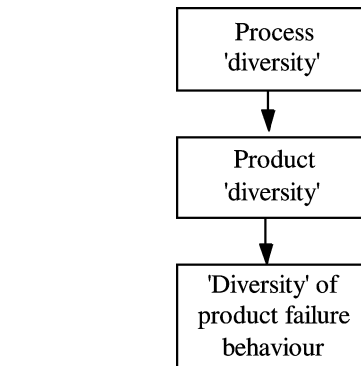 Process
'diversity'
Product
'diversity'
'Diversity' of
product failure
behaviour